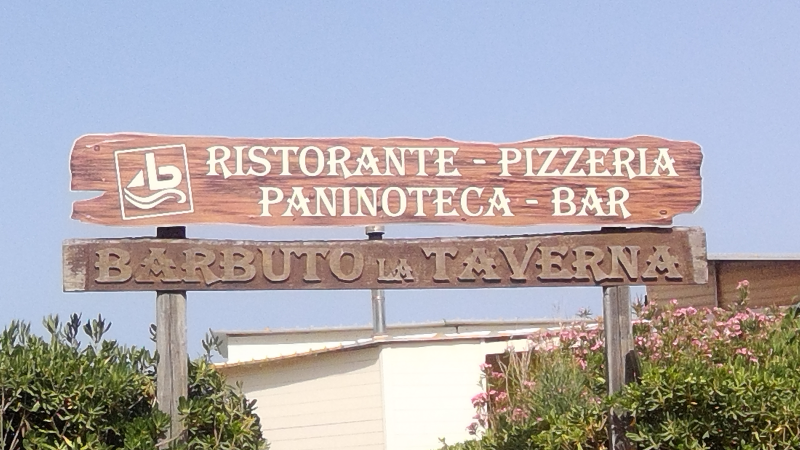 RISTORANTE - PIZZERIA
PANINOTECA - BAR
BARBUTO LA TAVERNA